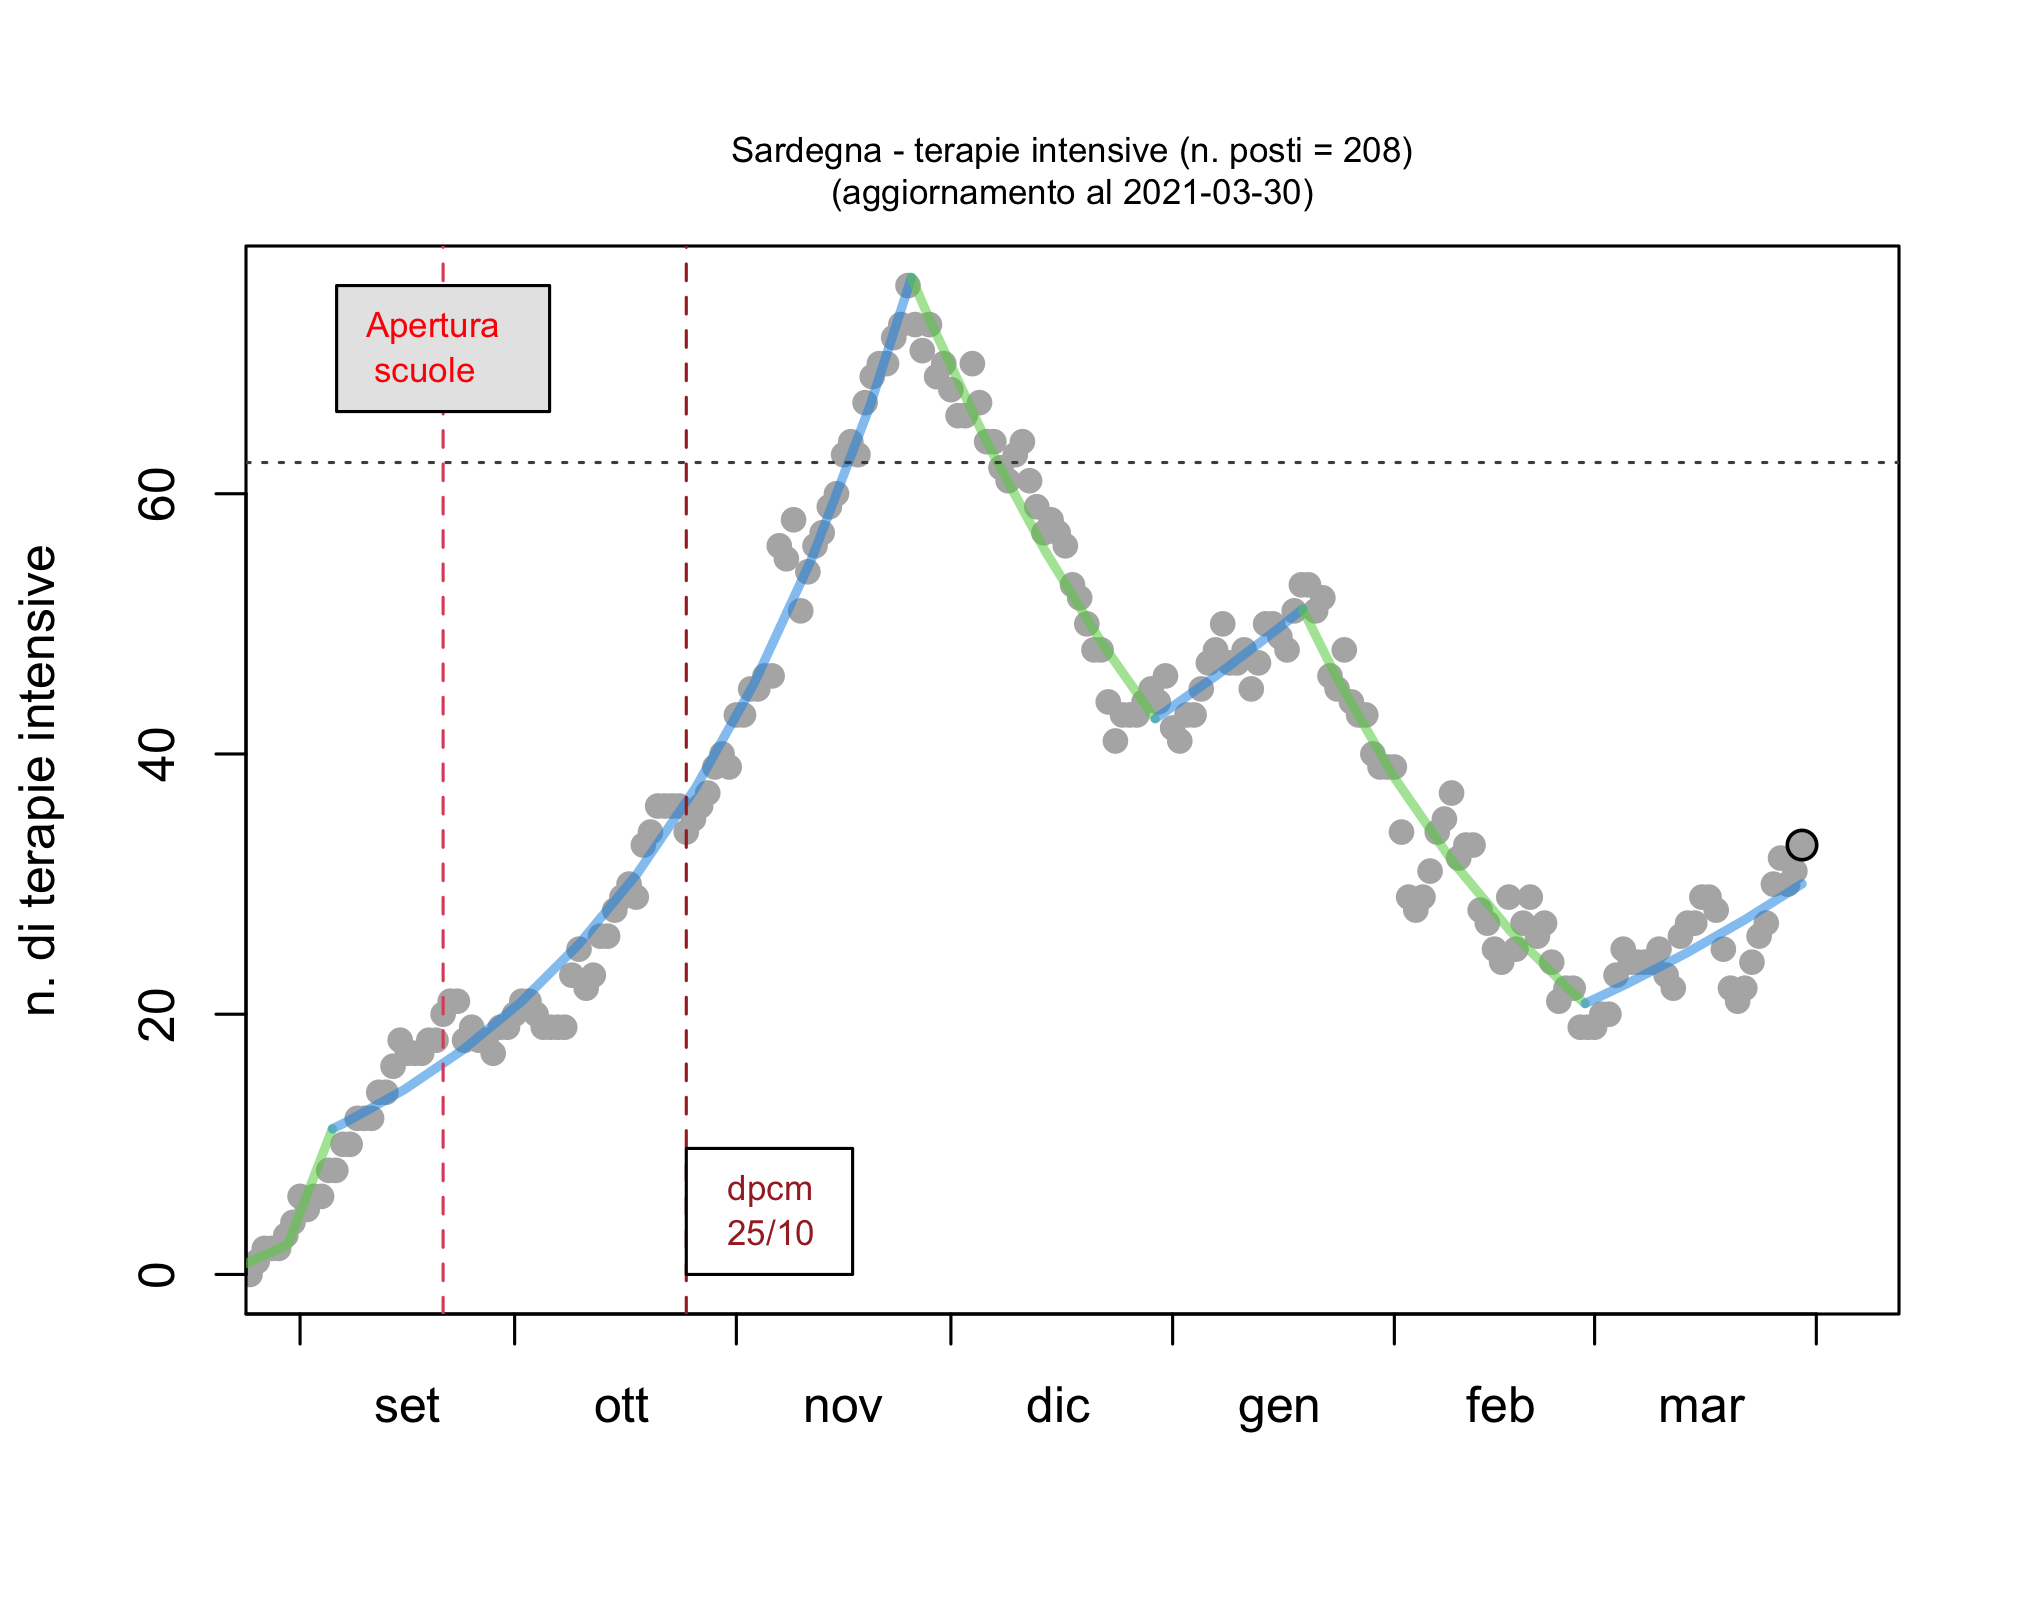 Sardegna - terapie intensive (n. posti = 208)
(aggiornamento al 2021-03-30)
Apertura
scuole
n. di terapie intensive
60
40
20
0
dpcm
25/10
set
ott
nov
dic
gen
feb
mar